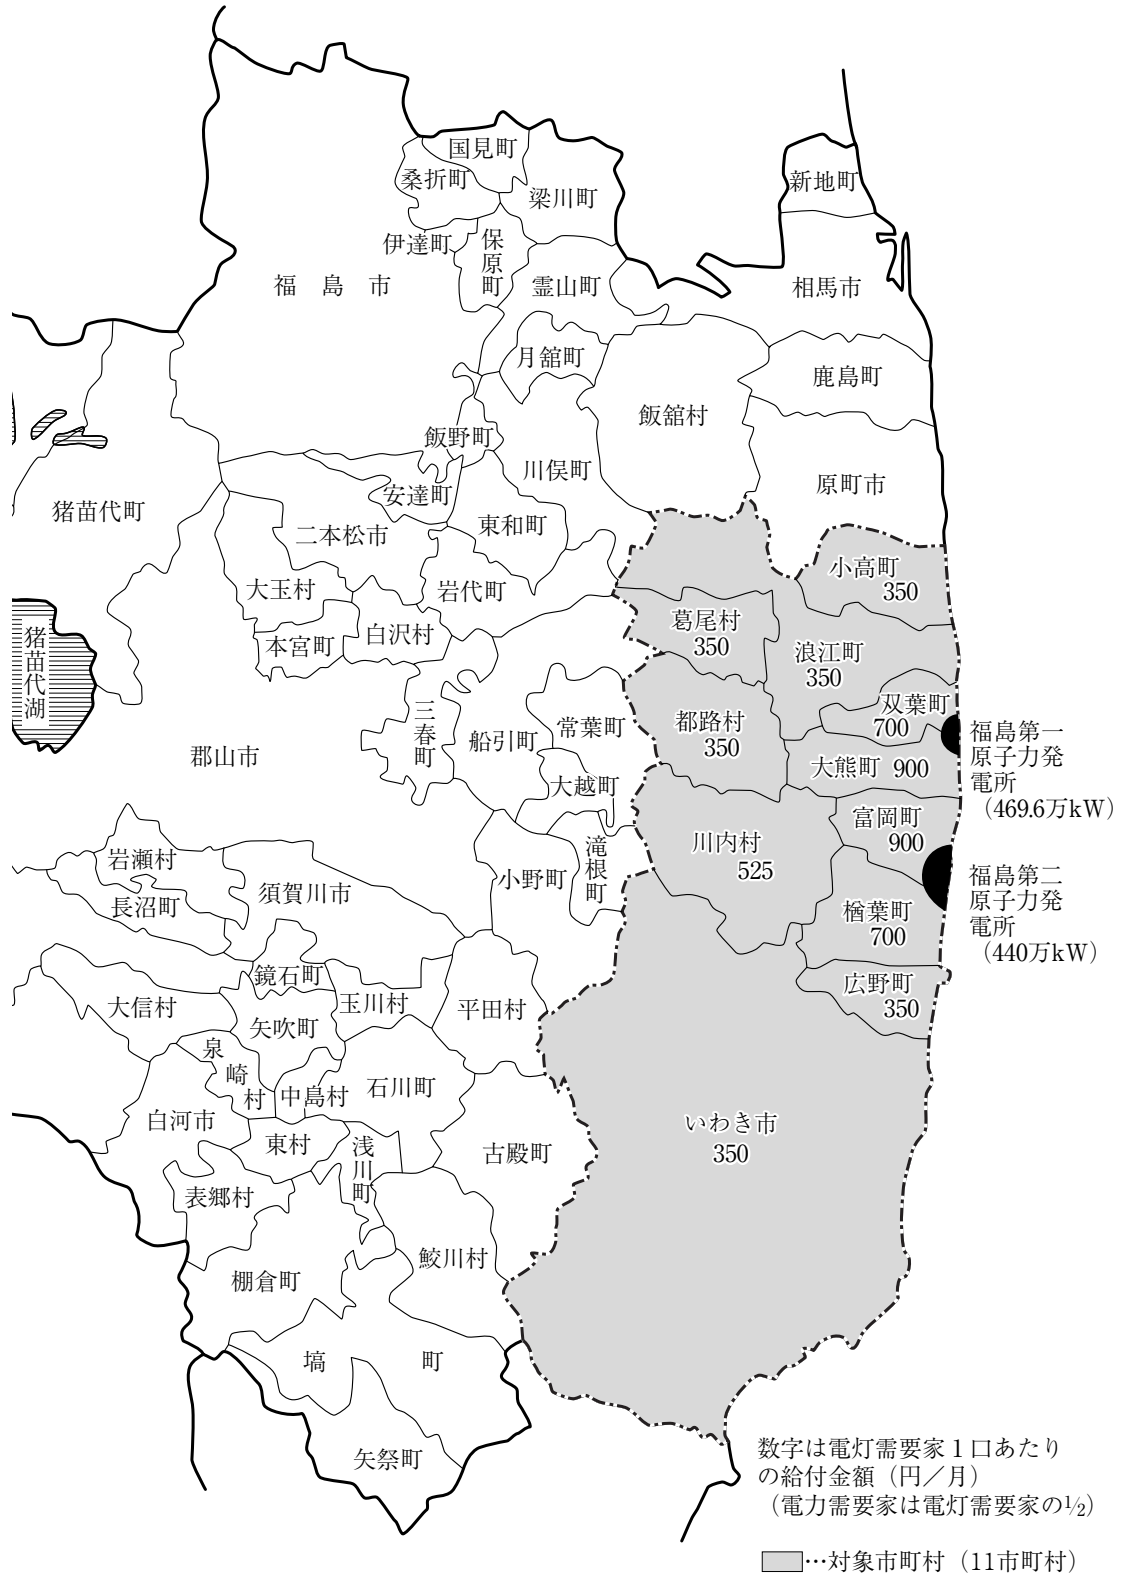 国見町
桑折町
梁川町
新地町
伊達町
保原町
福島市
霊山町
相馬市
月舘町
鹿島町
飯舘村
飯野町
川俣町
原町市
安達町
猪苗代町
二本松市
東和町
大玉村
岩代町
小高町
350
葛尾村
350
本宮町
白沢村
猪苗代湖
浪江町
350
双葉町
700
三春町
船引町
常葉町
都路村
350
郡山市
大熊町 900
福島第一
原子力発
電所
(469.6万kW)
大越町
富岡町
900
岩瀬村
長沼町
須賀川市
小野町
滝根町
川内村
525
福島第二
原子力発
電所
(440万kW)
楢葉町
700
鏡石町
大信村
玉川村
平田村
広野町
350
矢吹町
泉崎村
中島村
石川町
白河市
東村
浅川町
古殿町
いわき市
350
表郷村
棚倉町
鮫川村
塙町
矢祭町
数字は電灯需要家1口あたり
の給付金額(円/月)
(電力需要家は電灯需要家の1/2)
…対象市町村(11市町村)